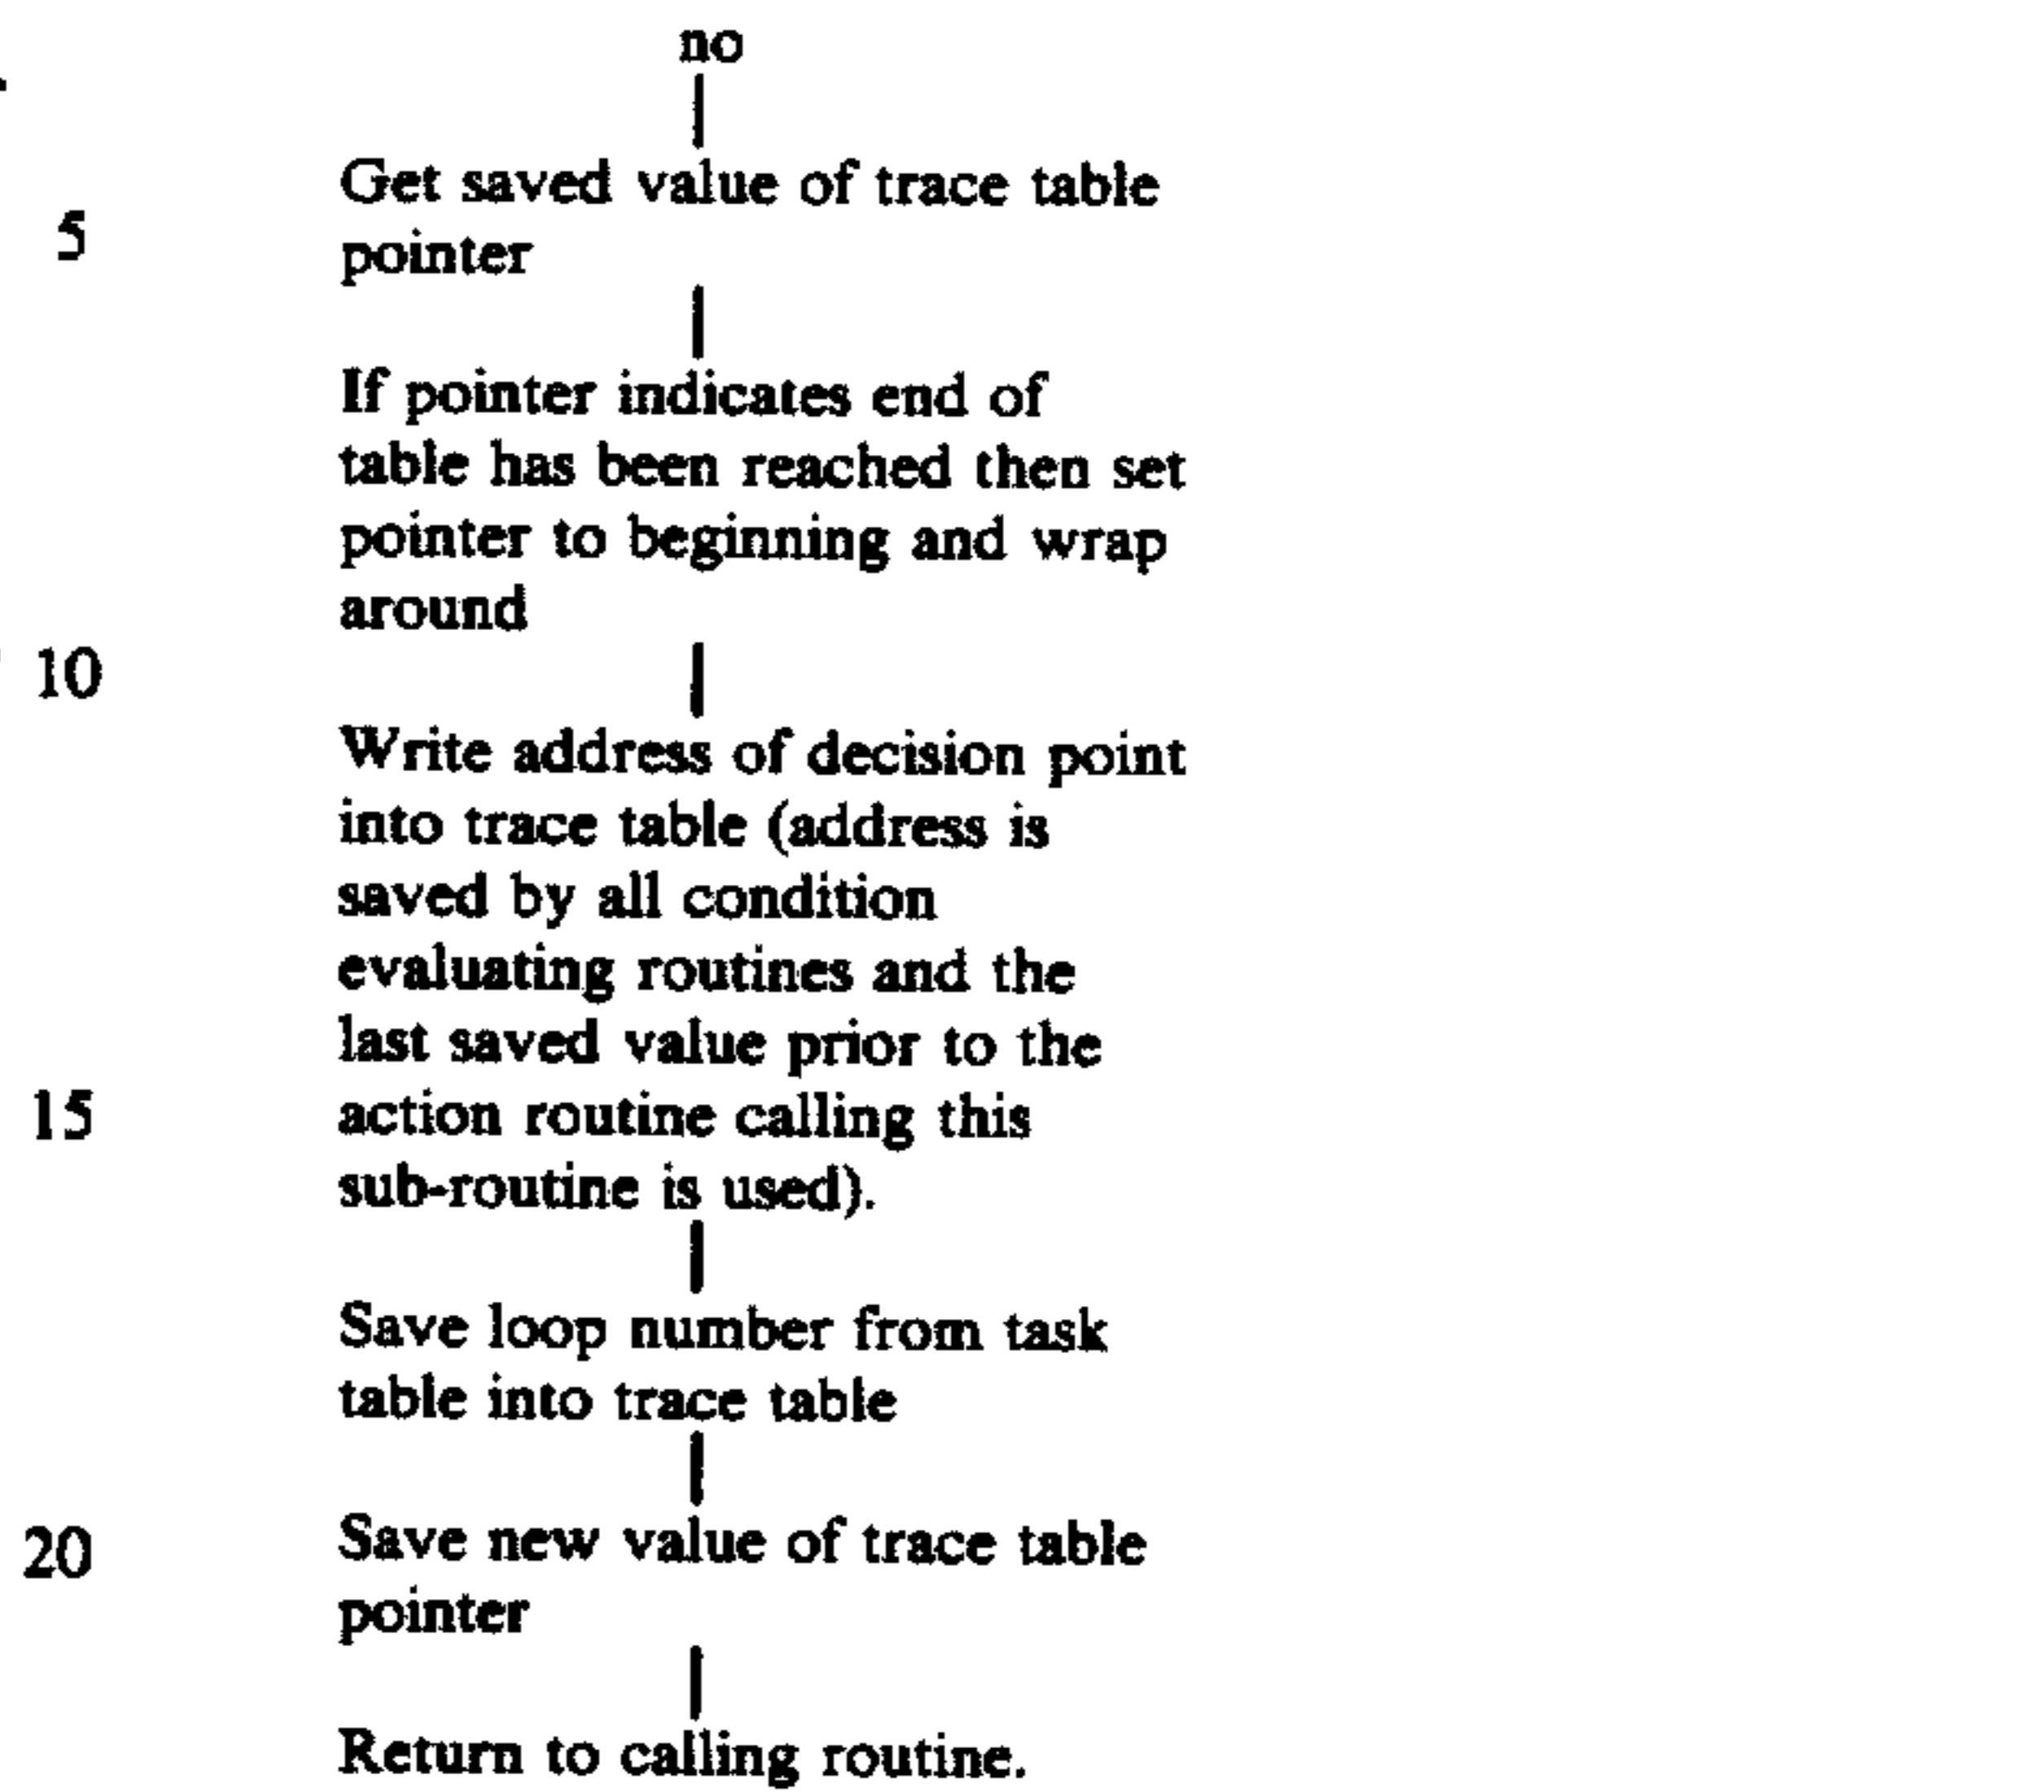 no
Get saved value of trace table
5
pointer
If pointer indicates end of
table has been reached then set
pointer to beginning and wrap
around
10
Write address of decision point
into trace table (address is
saved by all condition
evaluating routines and the
last saved value prior to the
15
action routine calling this
sub-routine is used).
Save loop number from task
table into trace table
20
Save new value of trace table
pointer
Return to calling routine.